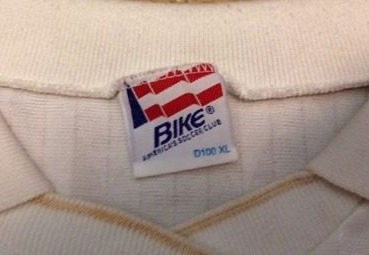 BIKE®
AMERICA'S SOCCER CLUB
D100 XL